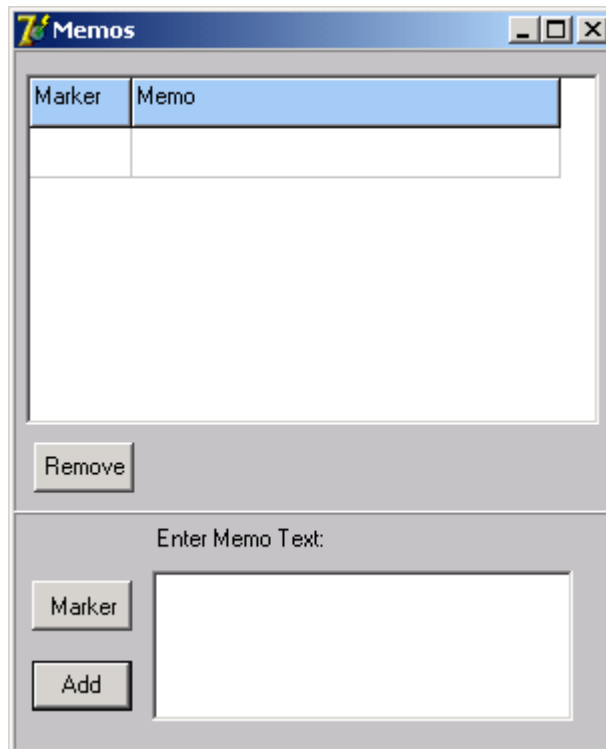 Memos
Marker Memo
Remove
Enter Memo Text:
Marker
Add